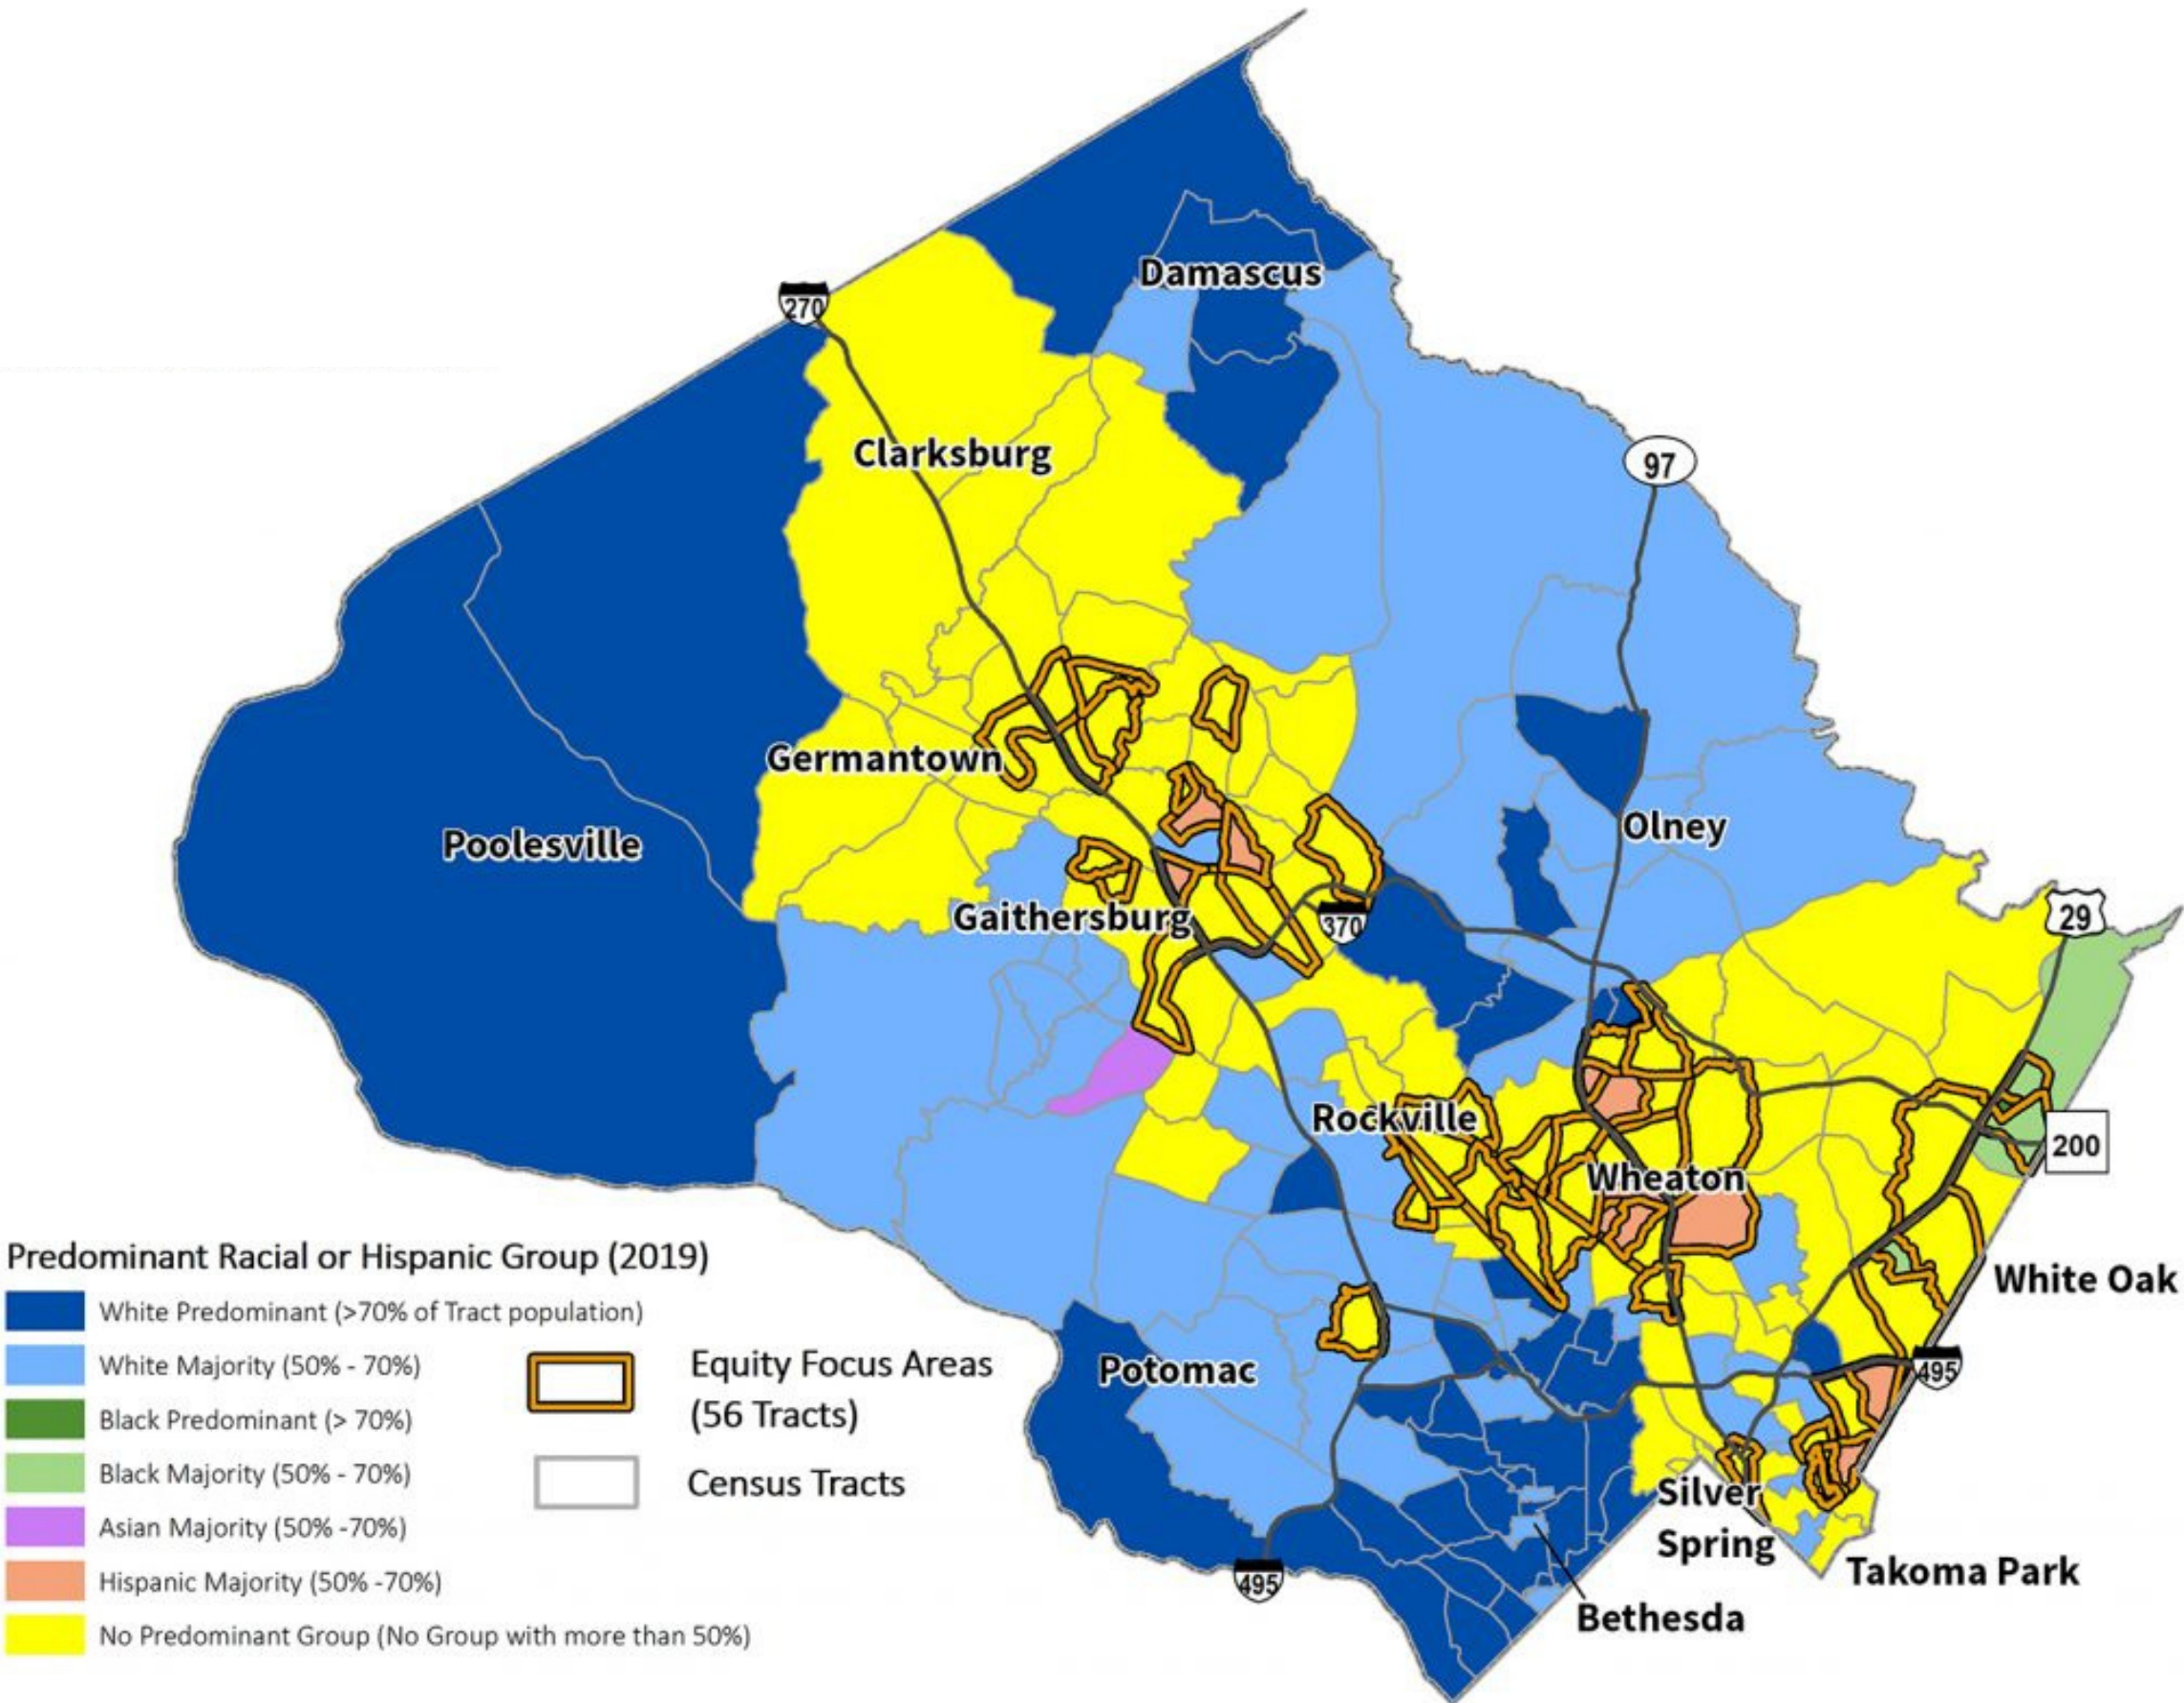 Damascus
270
Clarksburg
97
Germantown
Poolesville
Olney
Gaithersburg
370
29
Rockville
200
Wheaton
White Oak
Potomac
495
Silver
Spring
Takoma Park
495
Bethesda
Predominant Racial or Hispanic Group (2019)
White Predominant (>70% of Tract population)
White Majority (50% - 70%)
Black Predominant (> 70%)
Black Majority (50% - 70%)
Asian Majority (50% -70%)
Hispanic Majority (50% -70%)
No Predominant Group (No Group with more than 50%)
Equity Focus Areas
(56 Tracts)
Census Tracts